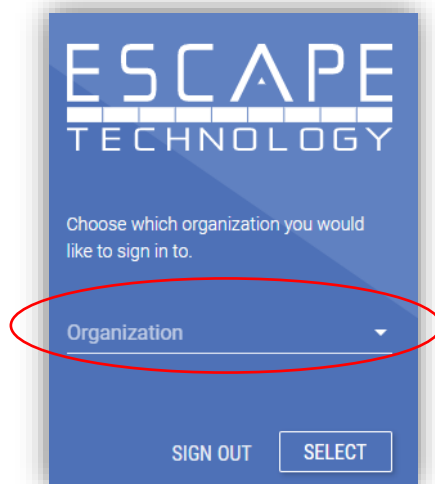 ESCAPE
TECHNOLOGY
Choose which organization you would
like to sign in to.
Organization
SIGN OUT SELECT